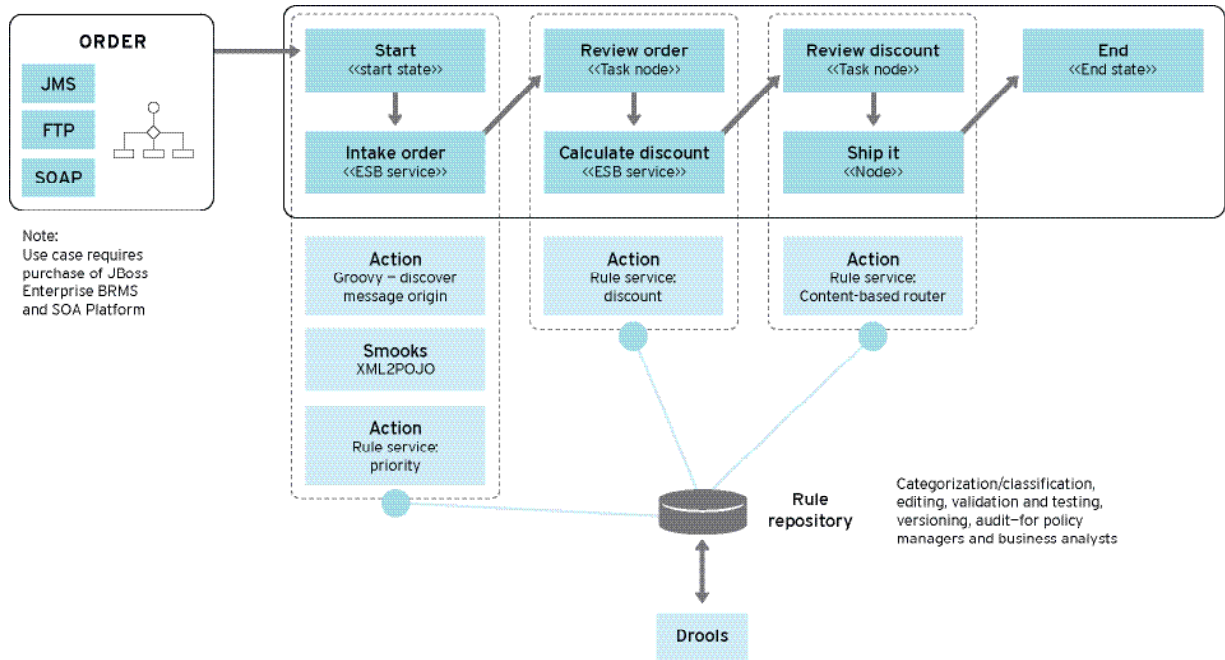 ORDER
JMS
FTP
SOAP
Note:
Use case requires
purchase of JBoss
Enterprise BRMS
and SOA Platform
Start
<<start state>>
Intake order
<<ESB service>>
Action
Groovy – discover
message origin
Smooks
XML2POJO
Action
Rule service:
priority
Review order
<<Task node>>
Calculate discount
<<ESB service>>
Action
Rule service:
discount
Review discount
<<Task node>>
Ship it
<<Node>>
Action
Rule service:
Content-based router
End
<<End state>>
Rule
repository
Categorization/classification,
editing, validation and testing,
versioning, audit–for policy
managers and business analysts
Drools